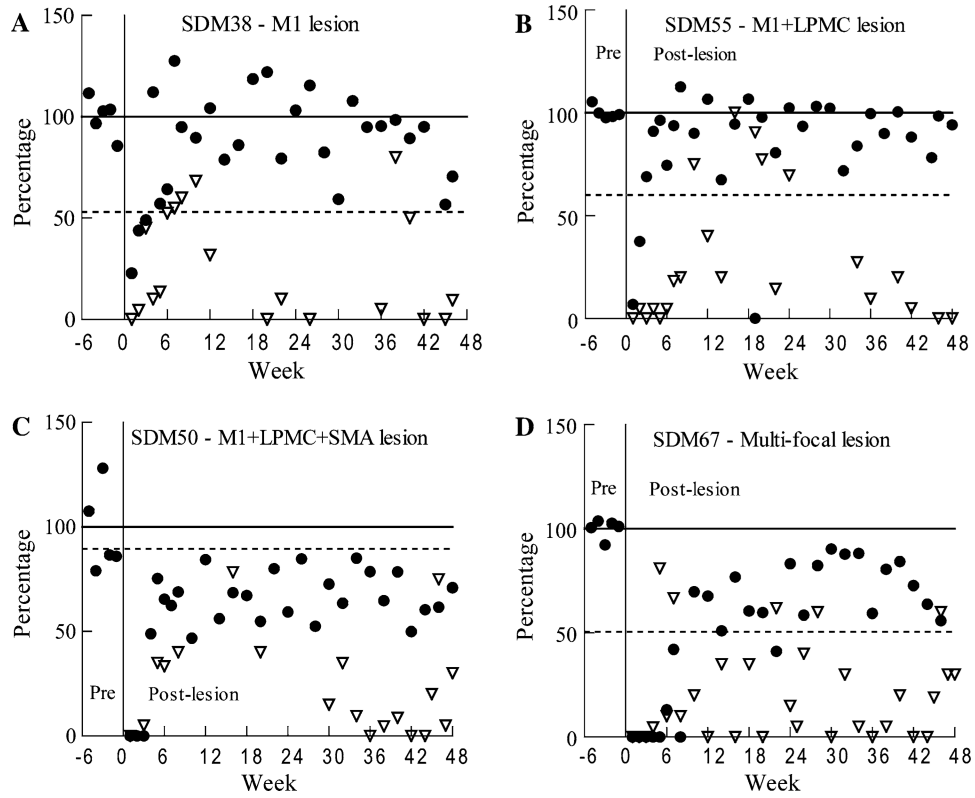 A
SDM38 - M1 lesion
150
100
50
0
Percentage
-6 0 6 12 18 24 30 36 42 48
Week
B
SDM55 - M1+LPMC lesion
Pre Post-lesion
150
100
50
0
Percentage
-6 0 6 12 18 24 30 36 42 48
Week
C
SDM50 - M1+LPMC+SMA lesion
150
100
50
0
Percentage
Pre Post-lesion
-6 0 6 12 18 24 30 36 42 48
Week
D
SDM67 - Multi-focal lesion
Pre Post-lesion
150
100
50
0
Percentage
-6 0 6 12 18 24 30 36 42 48
Week